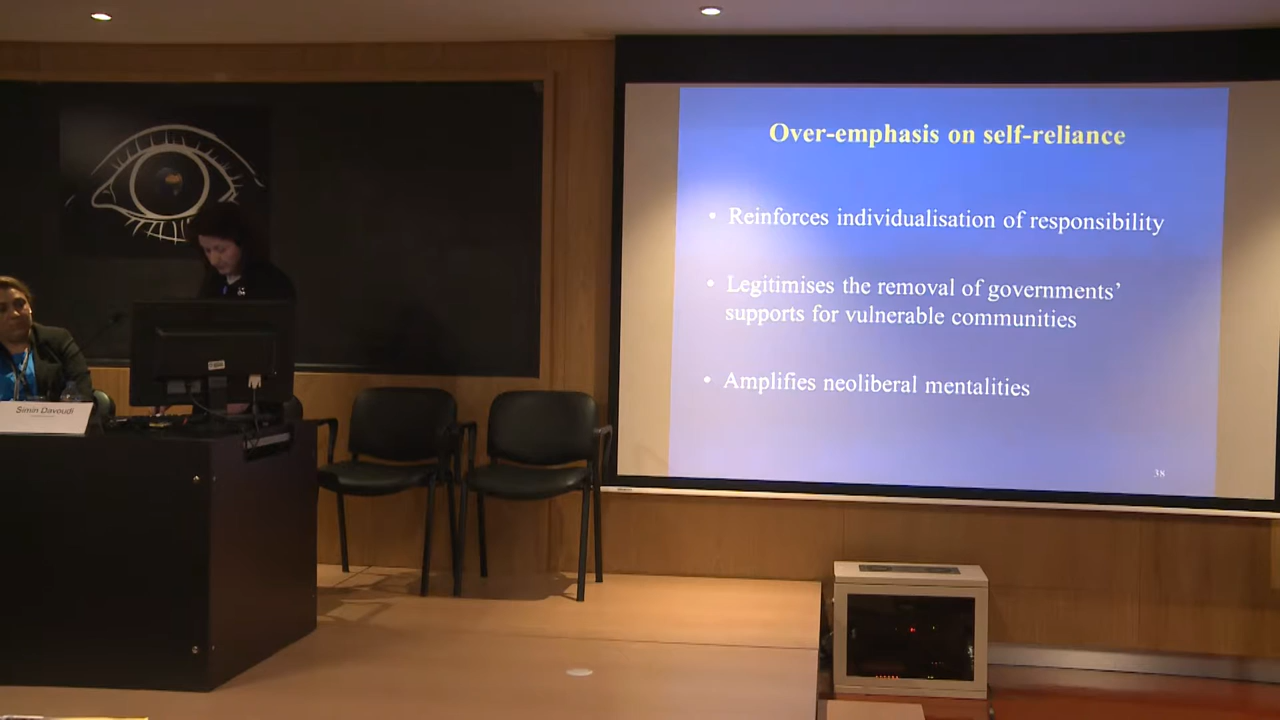 Over-emphasis on self-reliance
• Reinforces individualisation of responsibility
• Legitimises the removal of governments’
supports for vulnerable communities
• Amplifies neoliberal mentalities
38
Simin Davoudi